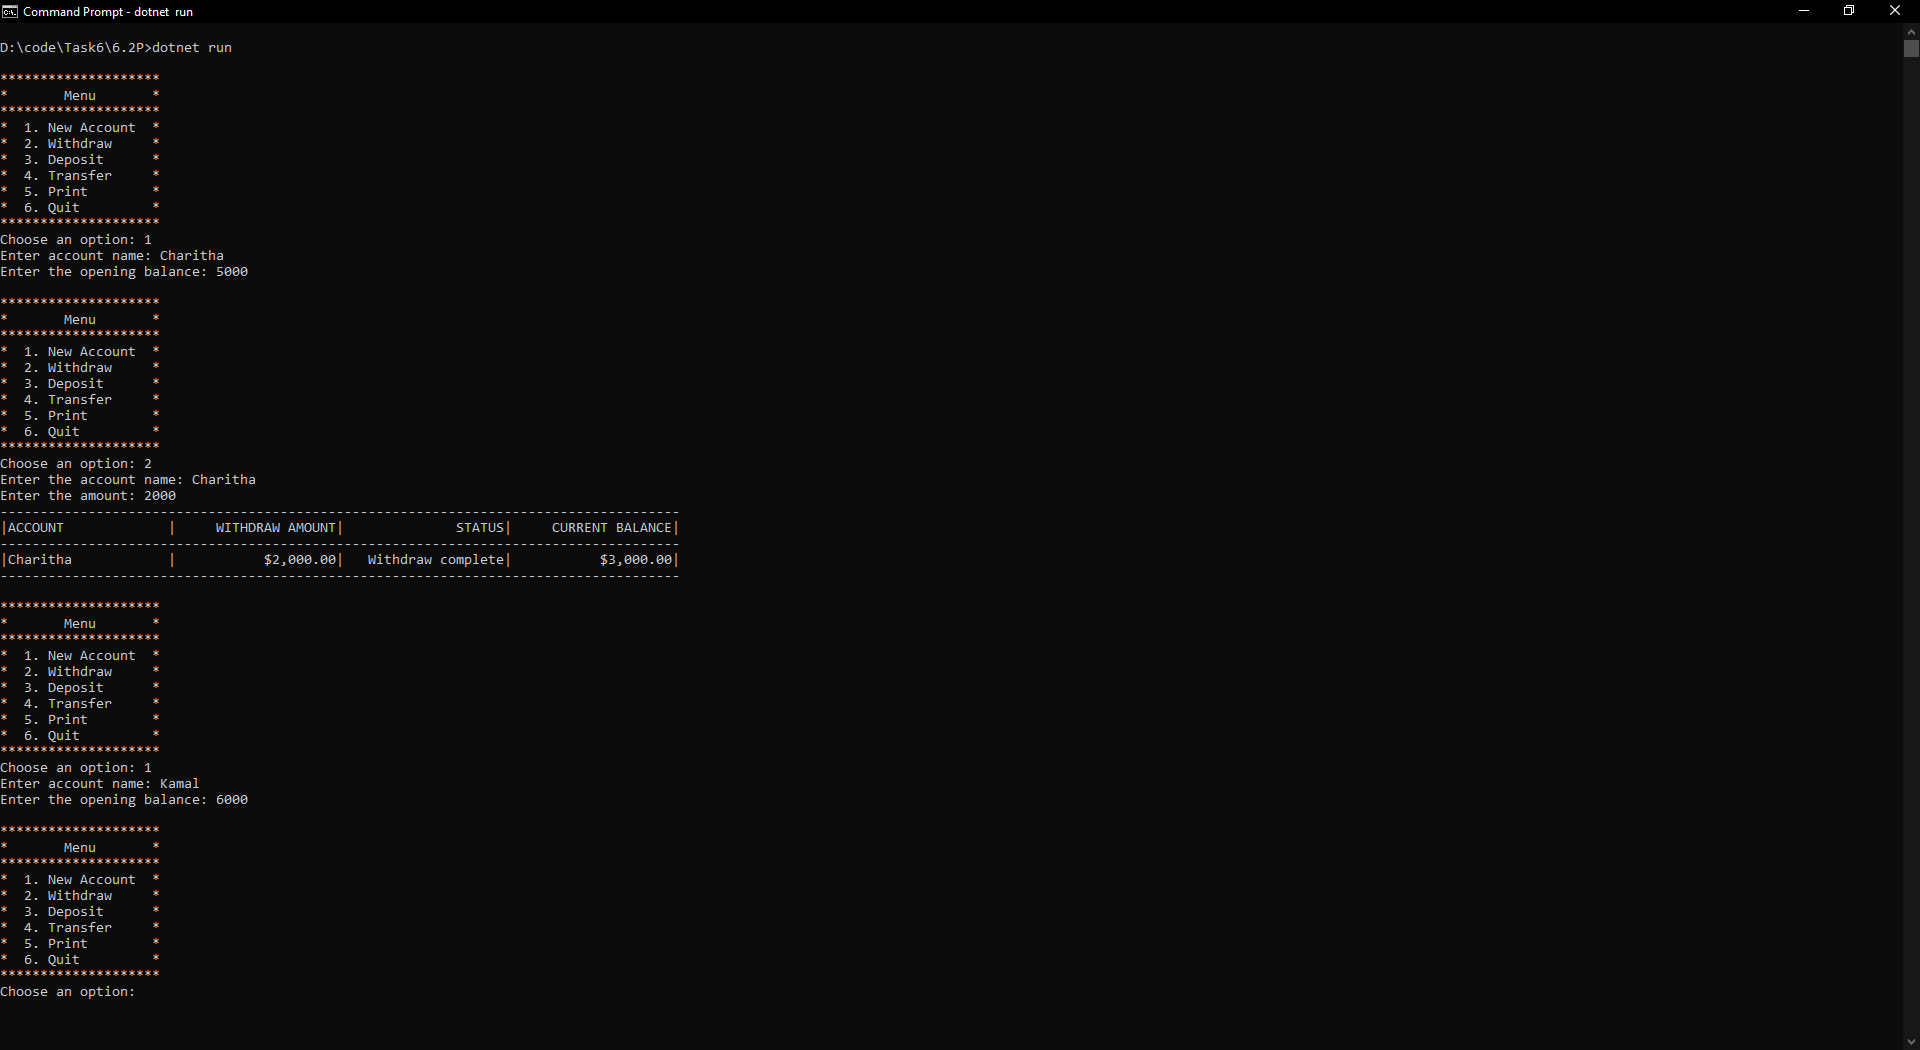 Command Prompt - dotnet  run
D:\code\Task6\6.2P>dotnet run
********************
*       Menu       *
********************
*  1. New Account  *
*  2. Withdraw     *
*  3. Deposit      *
*  4. Transfer     *
*  5. Print        *
*  6. Quit         *
********************
Choose an option: 1
Enter account name: Charitha
Enter the opening balance: 5000
********************
*       Menu       *
********************
*  1. New Account  *
*  2. Withdraw     *
*  3. Deposit      *
*  4. Transfer     *
*  5. Print        *
*  6. Quit         *
********************
Choose an option: 2
Enter the account name: Charitha
Enter the amount: 2000
-------------------------------------------------------------------------------------
|ACCOUNT             |     WITHDRAW AMOUNT|              STATUS|     CURRENT BALANCE|
-------------------------------------------------------------------------------------
|Charitha            |           $2,000.00|   Withdraw complete|           $3,000.00|
-------------------------------------------------------------------------------------
********************
*       Menu       *
********************
*  1. New Account  *
*  2. Withdraw     *
*  3. Deposit      *
*  4. Transfer     *
*  5. Print        *
*  6. Quit         *
********************
Choose an option: 1
Enter account name: Kamal
Enter the opening balance: 6000
********************
*       Menu       *
********************
*  1. New Account  *
*  2. Withdraw     *
*  3. Deposit      *
*  4. Transfer     *
*  5. Print        *
*  6. Quit         *
********************
Choose an option: